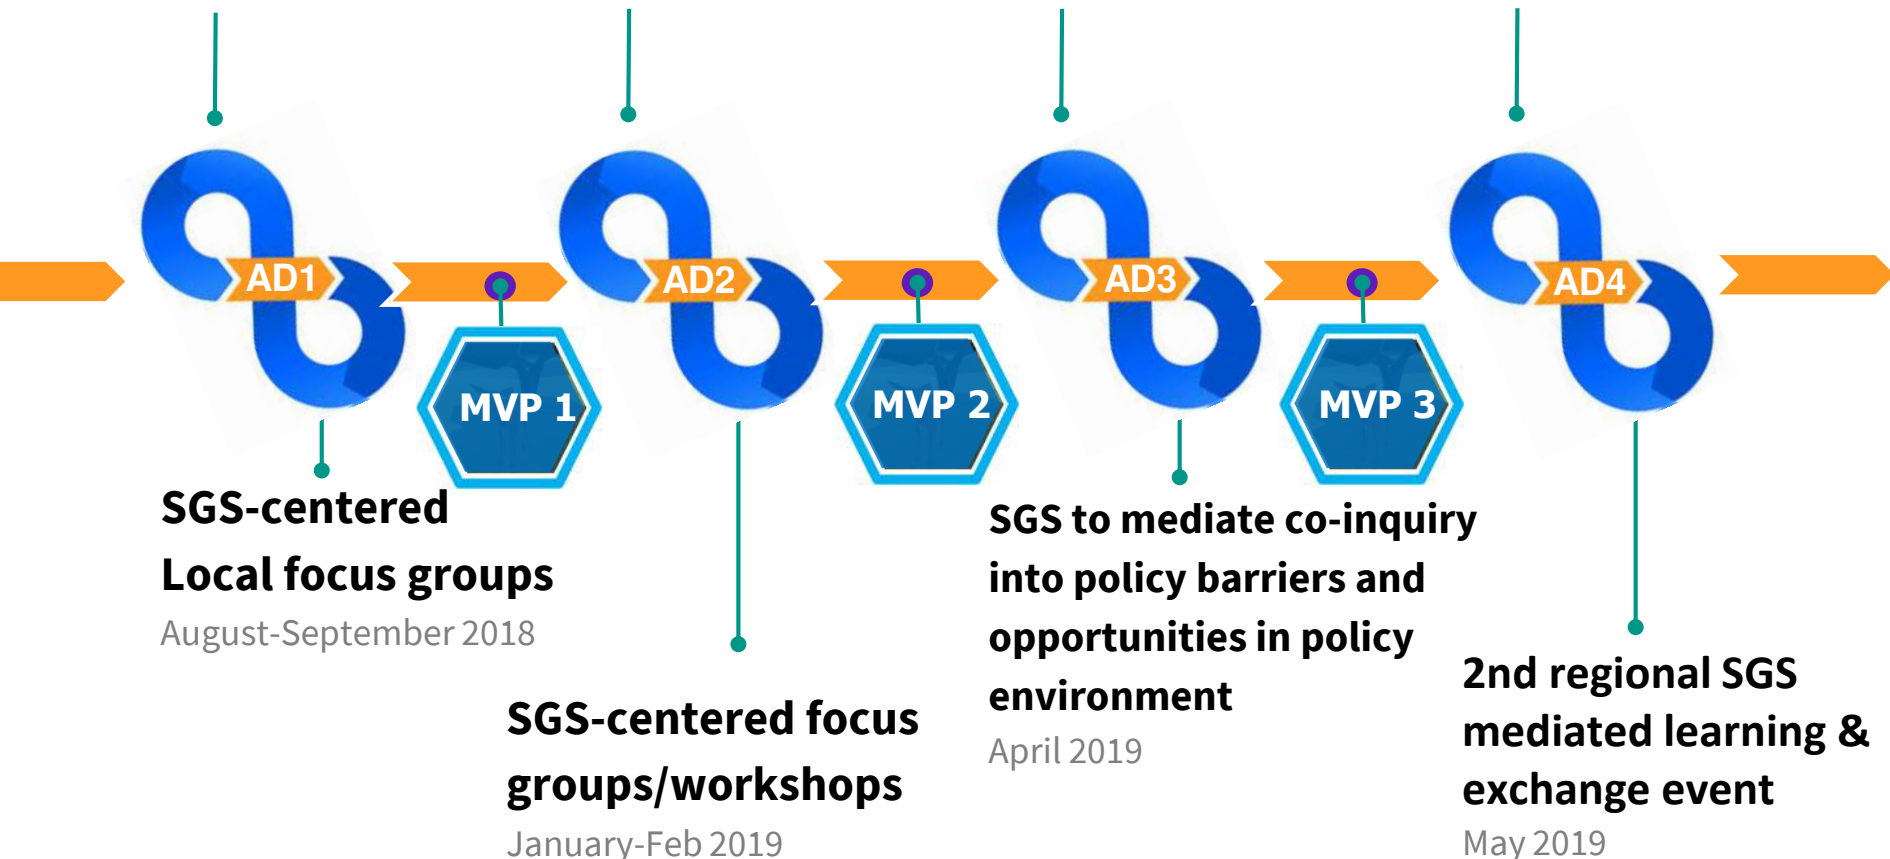 AD1
AD2
AD3
AD4
MVP 1
MVP 2
MVP 3
SGS-centered
Local focus groups
August-September 2018
SGS-centered focus
groups/workshops
January-Feb 2019
SGS to mediate co-inquiry
into policy barriers and
opportunities in policy
environment
April 2019
2nd regional SGS
mediated learning &
exchange event
May 2019